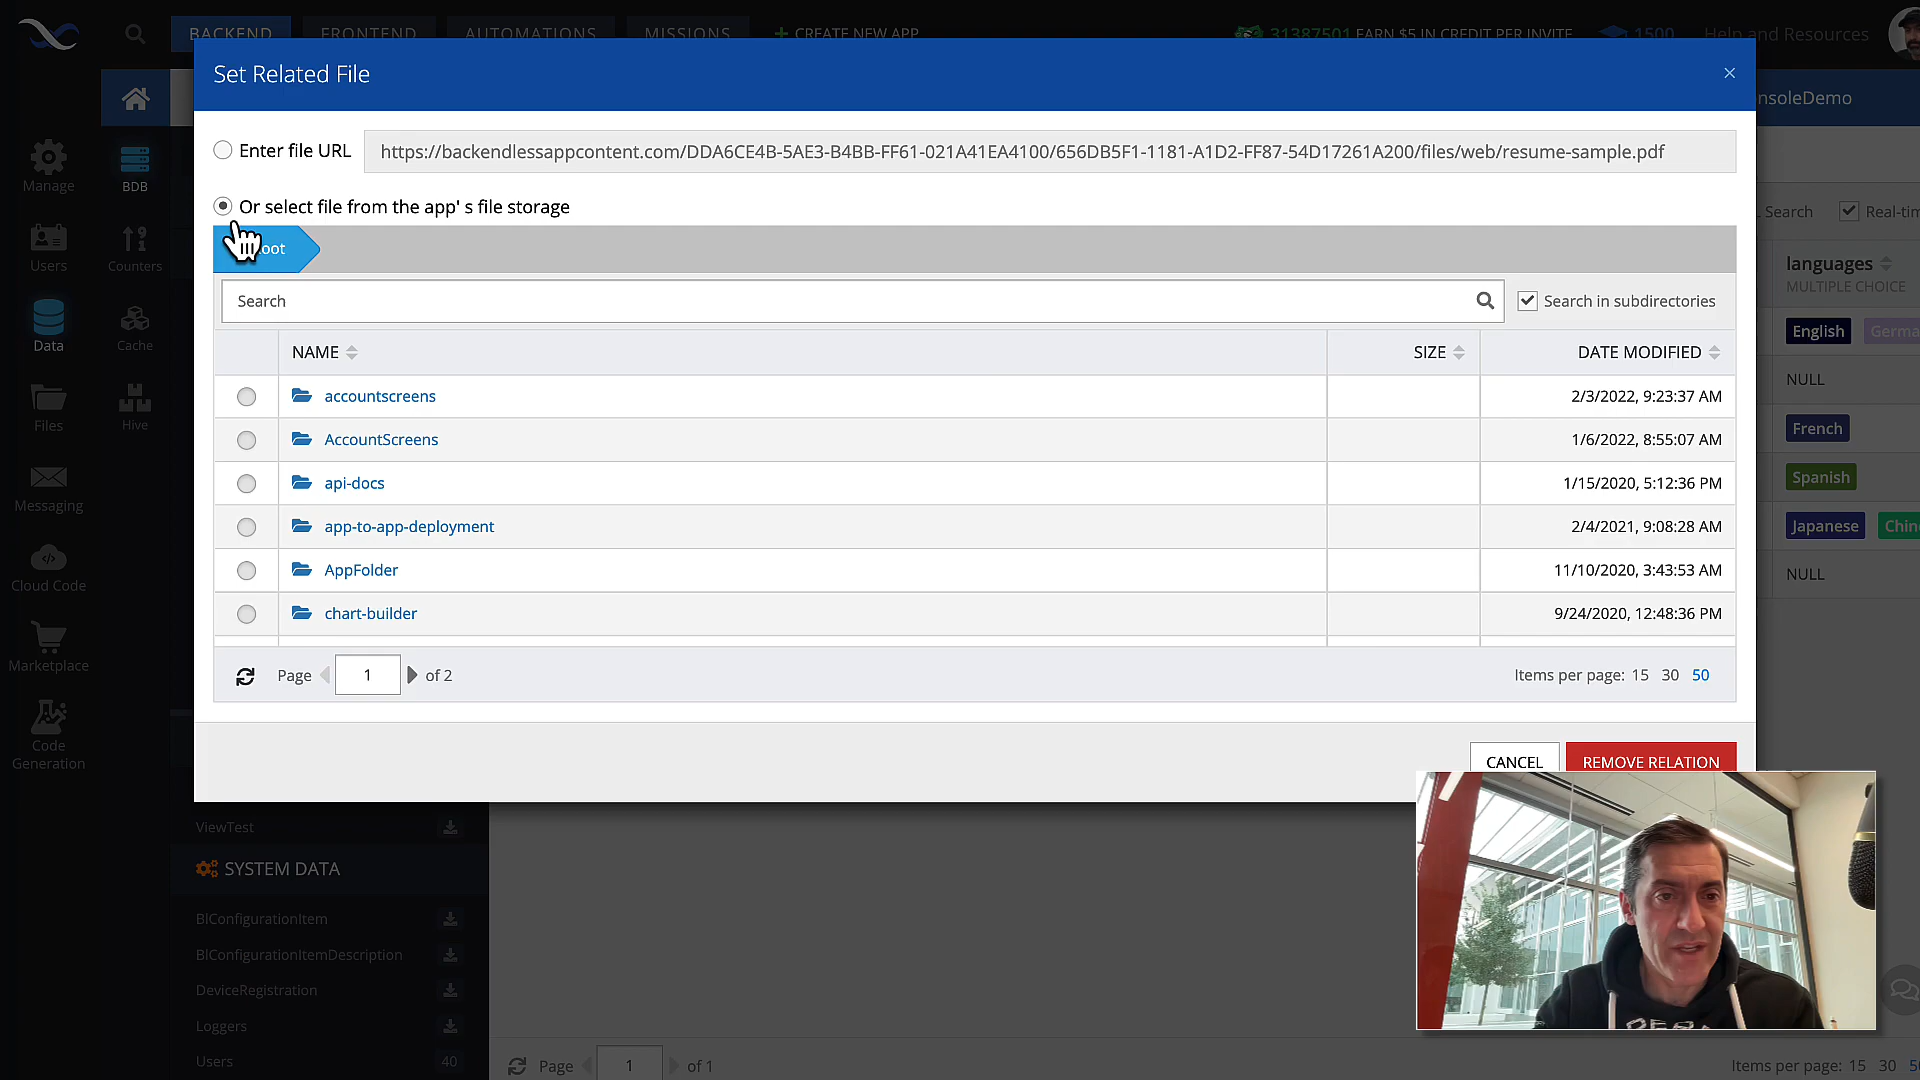 BACKEND FRONTEND AUTOMATIONS MISSIONS + CREATE NEW APP 31387501 EARN $5 IN CREDIT PER INVITE 1500 Help and Resources
Set Related File
×
nsoleDemo
Enter file URL https://backendlessappcontent.com/DDA6CE4B-5AE3-B4BB-FF61-021A41EA4100/656DB5F1-1181-A1D2-FF87-54D17261A200/files/web/resume-sample.pdf
Manage
BDB
Or select file from the app' s file storage
Search Real-tim
oot
Users
Counters
languages
MULTIPLE CHOICE
Search Search in subdirectories
English Germa
Data
Cache
NAME SIZE DATE MODIFIED
NULL
accountscreens 2/3/2022, 9:23:37 AM
Files
Hive
French
AccountScreens 1/6/2022, 8:55:07 AM
Spanish
api-docs 1/15/2020, 5:12:36 PM
Messaging
app-to-app-deployment 2/4/2021, 9:08:28 AM
Japanese Chin
AppFolder 11/10/2020, 3:43:53 AM
NULL
Cloud Code
chart-builder 9/24/2020, 12:48:36 PM
Marketplace
Page 1 of 2 Items per page: 15 30 50
Code
Generation
CANCEL REMOVE RELATION
ViewTest
SYSTEM DATA
BlConfigurationItem
BlConfigurationItemDescription
DeviceRegistration
Loggers
Users 40
Page 1 of 1 Items per page: 15 30 5